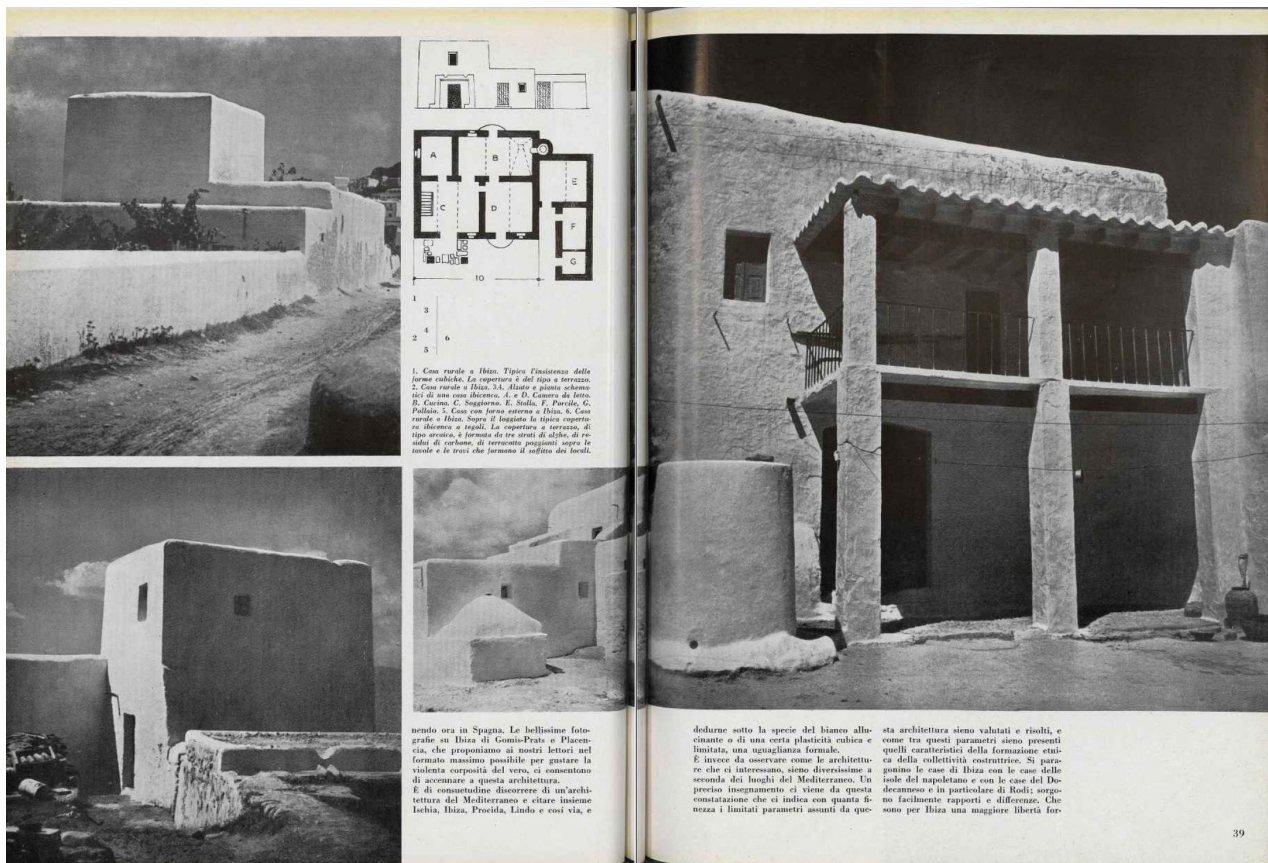 A
B
C
D
E
F
G
10
1
3
4
2 6
5
1. Casa rurale a Ibiza. Tipica l'insistenza delle
forme cubiche. La copertura è del tipo a terrazzo.
2. Casa rurale a Ibiza. 3.4. Alzato e pianta schema-
tici di una casa ibicenca. A. e D. Camera da letto.
B. Cucina. C. Soggiorno. E. Stalla. F. Porcile. G.
Pollaio. 5. Casa con forno esterno a Ibiza. 6. Casa
rurale a Ibiza. Sopra il loggiato la tipica copertu-
ra ibicenca a tegoli. La copertura a terrazzo, di
tipo arcaico, è formata da tre strati di alghe, di re-
sidui di carbone, di terracotta poggianti sopra le
tavole e le travi che formano il soffitto dei locali.
nendo ora in Spagna. Le bellissime foto-
grafie su Ibiza di Gomis-Prats e Placen-
cia, che proponiamo ai nostri lettori nel
formato massimo possibile per gustare la
violenta corposità del vero, ci consentono
di accennare a questa architettura.
È di consuetudine discorrere di un'archi-
tettura del Mediterraneo e citare insieme
Ischia, Ibiza, Procida, Lindo e così via, e
dedurne sotto la specie del bianco allu-
cinante o di una certa plasticità cubica e
limitata, una uguaglianza formale.
È invece da osservare come le architettu-
re che ci interessano, sieno diversissime a
seconda dei luoghi del Mediterraneo. Un
preciso insegnamento ci viene da questa
constatazione che ci indica con quanta fi-
nezza i limitati parametri assunti da que-
sta architettura sieno valutati e risolti, e
come tra questi parametri sieno presenti
quelli caratteristici della formazione etni-
ca della collettività costruttrice. Si para-
gonino le case di Ibiza con le case delle
isole del napoletano e con le case del Do-
decanneso e in particolare di Rodi; sorgo-
no facilmente rapporti e differenze. Che
sono per Ibiza una maggiore libertà for-
39